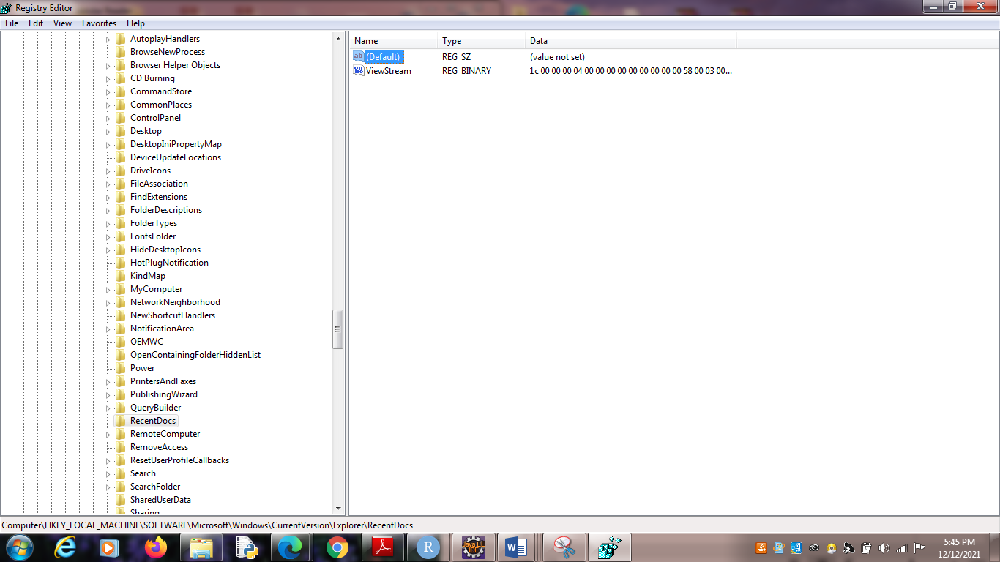 Registry Editor
File Edit View Favorites Help
AutoplayHandlers
BrowseNewProcess
Browser Helper Objects
CD Burning
CommandStore
CommonPlaces
ControlPanel
Desktop
DesktopIniPropertyMap
DeviceUpdateLocations
DriveIcons
FileAssociation
FindExtensions
FolderDescriptions
FolderTypes
FontsFolder
HideDesktopIcons
HotPlugNotification
KindMap
MyComputer
NetworkNeighborhood
NewShortcutHandlers
NotificationArea
OEMWC
OpenContainingFolderHiddenList
Power
PrintersAndFaxes
PublishingWizard
QueryBuilder
RecentDocs
RemoteComputer
RemoveAccess
ResetUserProfileCallbacks
Search
SearchFolder
SharedUserData
Sharing
Name Type Data
(Default) REG_SZ (value not set)
ViewStream REG_BINARY 1c 00 00 00 04 00 00 00 00 00 00 00 00 00 58 00 03 00...
Computer\HKEY_LOCAL_MACHINE\SOFTWARE\Microsoft\Windows\CurrentVersion\Explorer\RecentDocs
R
Java EE
IDE
W
5:45 PM
12/12/2021